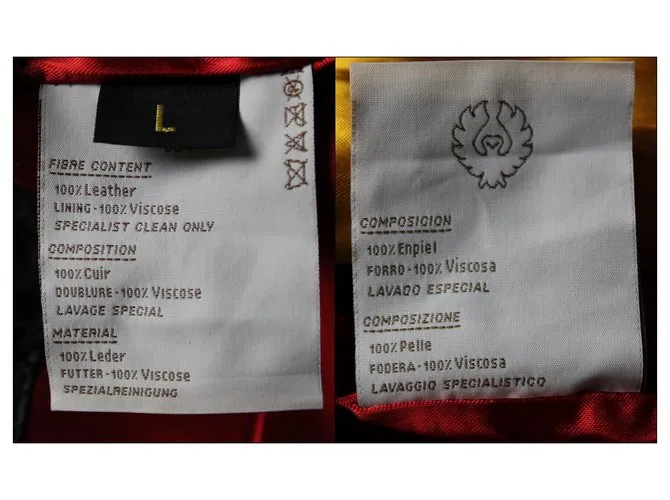 L
FIBRE CONTENT
100% Leather
LINING - 100% Viscose
SPECIALIST CLEAN ONLY
COMPOSITION
100% Cuir
DOUBLURE - 100% Viscose
LAVAGE SPECIAL
MATERIAL
100% Leder
FUTTER - 100% Viscose
SPEZIALREINIGUNG
COMPOSICION
100% Enpiel
FORRO - 100% Viscosa
LAVADO ESPECIAL
COMPOSIZIONE
100% Pelle
FODERA - 100% Viscosa
LAVAGGIO SPECIALISTICO